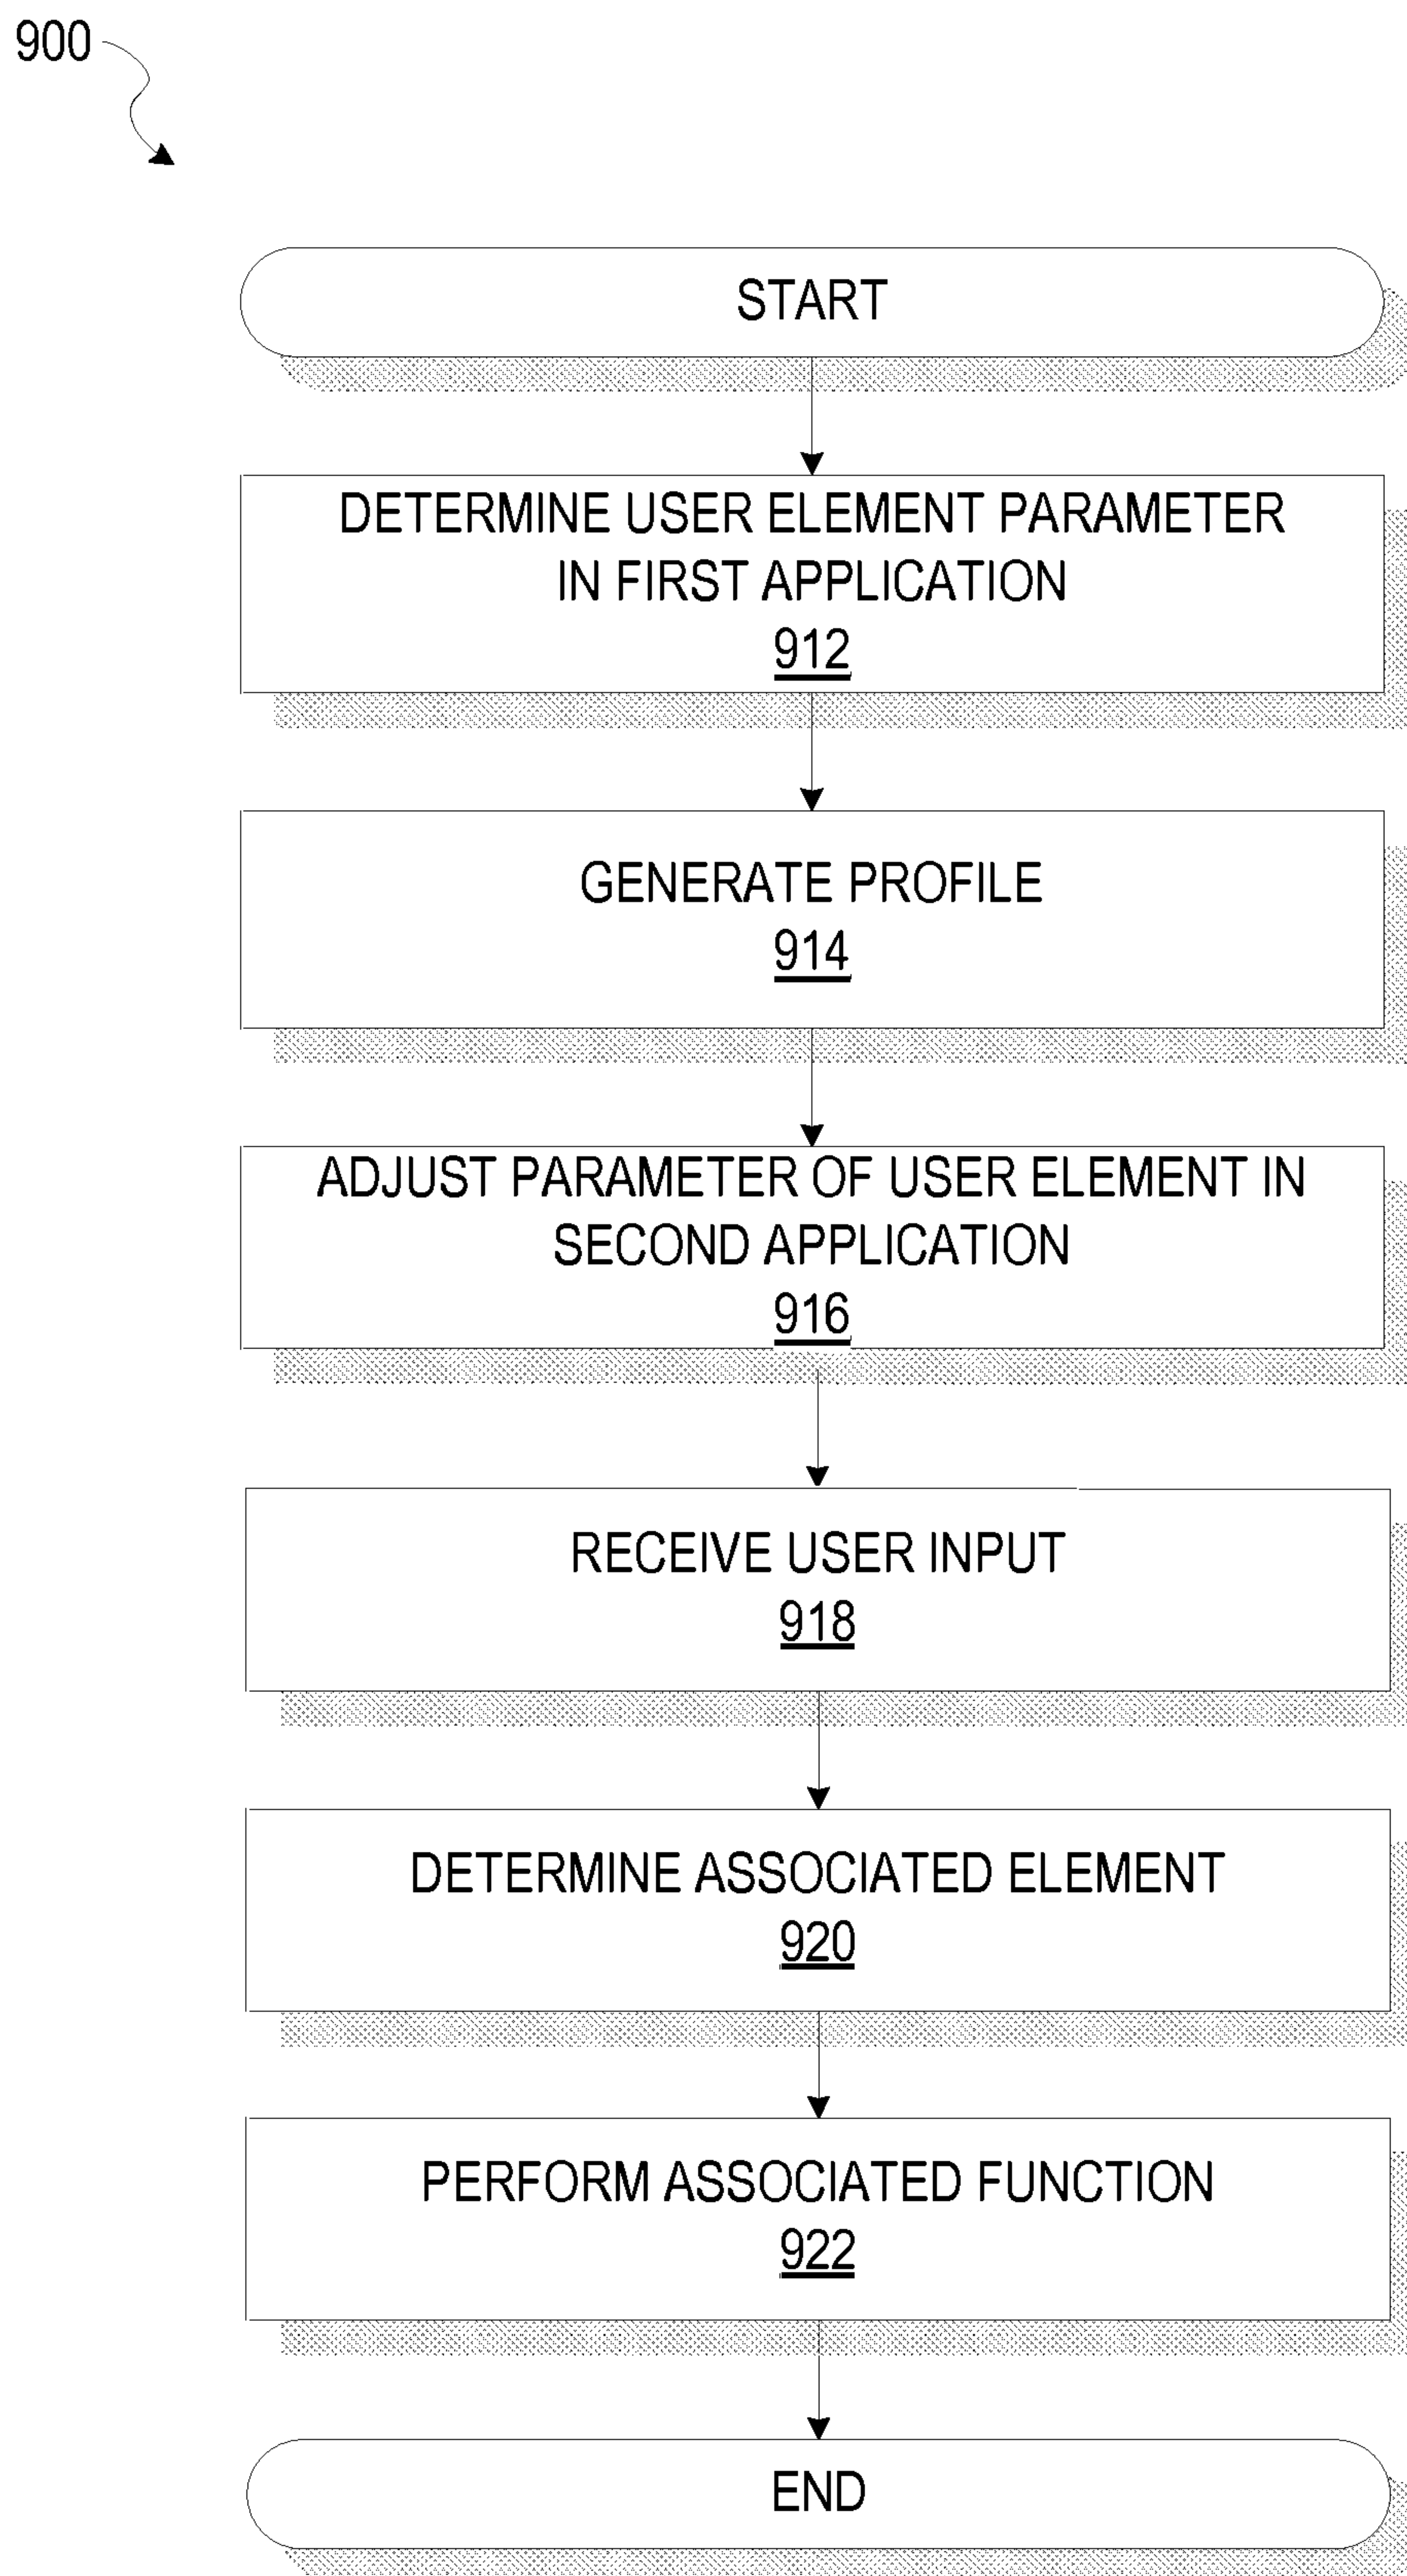 900
START
DETERMINE USER ELEMENT PARAMETER
IN FIRST APPLICATION
912
GENERATE PROFILE
914
ADJUST PARAMETER OF USER ELEMENT IN
SECOND APPLICATION
916
RECEIVE USER INPUT
918
DETERMINE ASSOCIATED ELEMENT
920
PERFORM ASSOCIATED FUNCTION
922
END